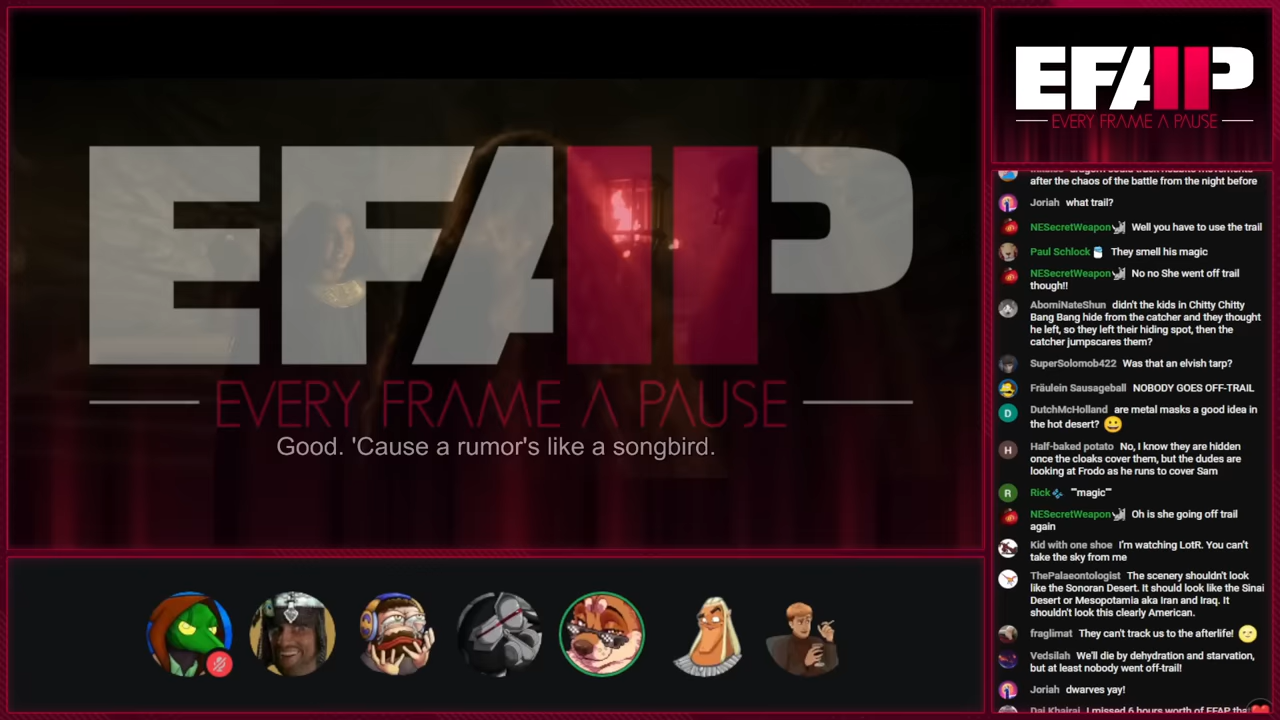 EFAP
EVERY FRAME A PAUSE
Good. 'Cause a rumor's like a songbird.
EFAP
EVERY FRAME A PAUSE
after the chaos of the battle from the night before
Joriah what trail?
NESecretWeapon Well you have to use the trail
Paul Schlock They smell his magic
NESecretWeapon No no She went off trail
though!!
AbomiNateShun didn't the kids in Chitty Chitty
Bang Bang hide from the catcher and they thought
he left, so they left their hiding spot, then the
catcher jumpscares them?
SuperSolomob422 Was that an elvish tarp?
Fräulein Sausageball NOBODY GOES OFF-TRAIL
D
DutchMcHolland are metal masks a good idea in
the hot desert? 😀
H
Half-baked potato No, I know they are hidden
once the cloaks cover them, but the dudes are
looking at Frodo as he runs to cover Sam
R
Rick ""magic""
NESecretWeapon Oh is she going off trail
again
Kid with one shoe I'm watching LotR. You can't
take the sky from me
ThePalaeontologist The scenery shouldn't look
like the Sonoran Desert. It should look like the Sinai
Desert or Mesopotamia aka Iran and Iraq. It
shouldn't look this clearly American.
fraglimat They can't track us to the afterlife! 🌝
Vedsilah We'll die by dehydration and starvation,
but at least nobody went off-trail!
Joriah dwarves yay!
I missed 6 hours worth of EFAP